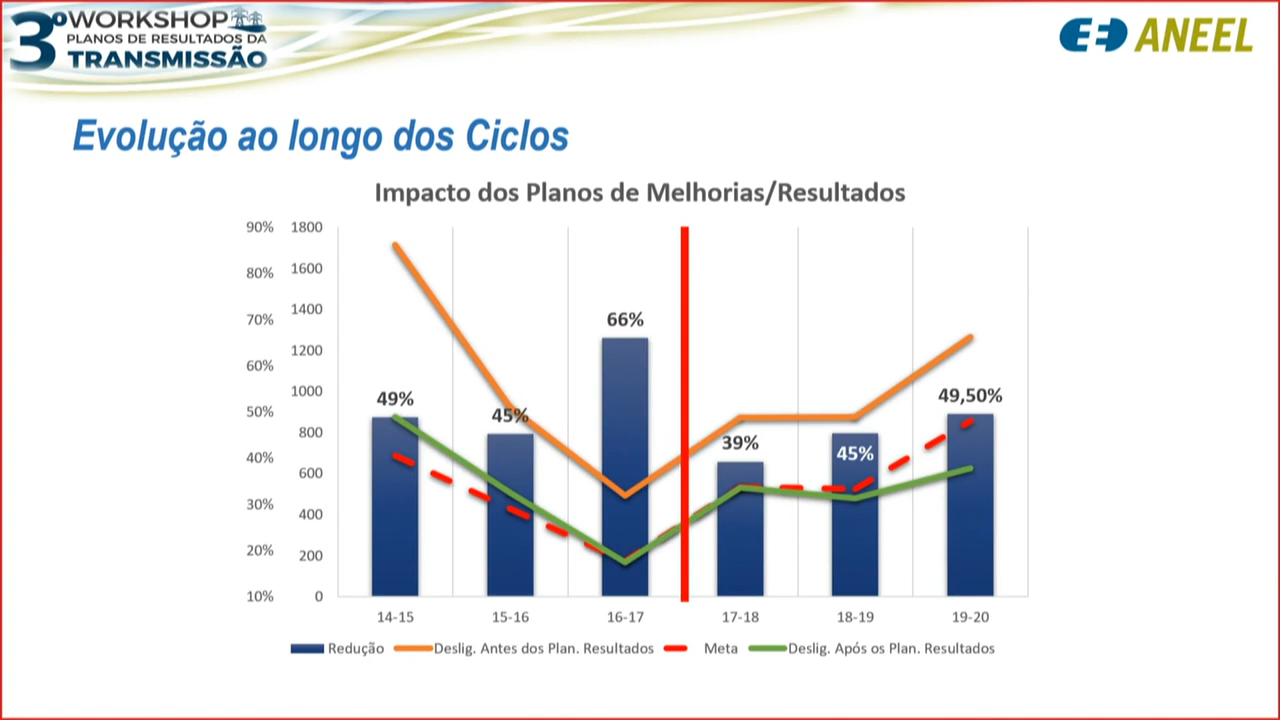 3º WORKSHOP
PLANOS DE RESULTADOS DA
TRANSMISSÃO
ANEEL
Evolução ao longo dos Ciclos
Impacto dos Planos de Melhorias/Resultados
90% 1800
80% 1600
70% 1400
60% 1200
50% 1000
40% 800
30% 600
20% 400
10% 200
0
49%
45%
66%
39%
45%
49,50%
14-15 15-16 16-17 17-18 18-19 19-20
Redução Deslig. Antes dos Plan. Resultados Meta Deslig. Após os Plan. Resultados